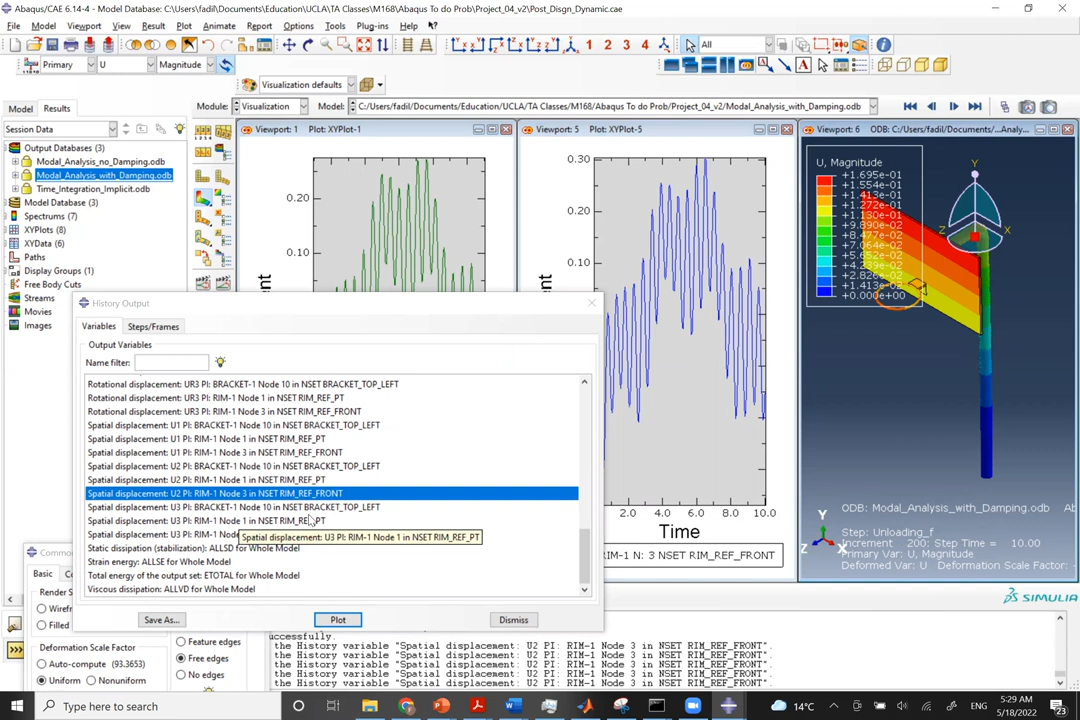 Abaqus/CAE 6.14-4 - Model Database: C:\Users\fadil\Documents\Education\UCLA\TA Classes\M168\Abaqus To do Prob\Project_04_v2\Post_Disgn_Dynamic.cae
File Model Viewport View Result Plot Animate Report Options Tools Plug-ins Help
1 2 3 4 All
Primary U Magnitude
Visualization defaults
Model Results Module: Visualization Model: C:/Users/fadil/Documents/Education/UCLA/TA Classes/M168/Abaqus To do Prob/Project_04_v2/Modal_Analysis_with_Damping.odb
Session Data
Output Databases (3)
Modal_Analysis_no_Damping.odb
Modal_Analysis_with_Damping.odb
Time_Integration_Implicit.odb
Model Database (3)
Spectrums (7)
XYPlots (8)
XYData (6)
Paths
Display Groups (1)
Free Body Cuts
Streams
Movies
Images
Viewport: 1 Plot: XYPlot-1
0.20
0.10
ent
Viewport: 5 Plot: XYPlot-5
0.30
0.20
0.10
ent
2.0 4.0 6.0 8.0 10.0
Time
RIM-1 N: 3 NSET RIM_REF_FRONT
Viewport: 6 ODB: C:/Users/fadil/Documents/...Analy...
U, Magnitude
+1.695e-01
+1.554e-01
+1.413e-01
+1.272e-01
+1.130e-01
+9.890e-02
+8.477e-02
+7.064e-02
+5.652e-02
+4.239e-02
+2.826e-02
+1.413e-02
+0.000e+00
Y
Z X
Y
Z X
ODB: Modal_Analysis_with_Damping.odb
Step: Unloading_f
Increment 200: Step Time = 10.00
Primary Var: U, Magnitude
Deformed Var: U Deformation Scale Factor:
SIMULIA
History Output
Variables Steps/Frames
Output Variables
Name filter:
Rotational displacement: UR3 PI: BRACKET-1 Node 10 in NSET BRACKET_TOP_LEFT
Rotational displacement: UR3 PI: RIM-1 Node 1 in NSET RIM_REF_PT
Rotational displacement: UR3 PI: RIM-1 Node 3 in NSET RIM_REF_FRONT
Spatial displacement: U1 PI: BRACKET-1 Node 10 in NSET BRACKET_TOP_LEFT
Spatial displacement: U1 PI: RIM-1 Node 1 in NSET RIM_REF_PT
Spatial displacement: U1 PI: RIM-1 Node 3 in NSET RIM_REF_FRONT
Spatial displacement: U2 PI: BRACKET-1 Node 10 in NSET BRACKET_TOP_LEFT
Spatial displacement: U2 PI: RIM-1 Node 1 in NSET RIM_REF_PT
Spatial displacement: U2 PI: RIM-1 Node 3 in NSET RIM_REF_FRONT
Spatial displacement: U3 PI: BRACKET-1 Node 10 in NSET BRACKET_TOP_LEFT
Spatial displacement: U3 PI: RIM-1 Node 1 in NSET RIM_REF_PT
Spatial displacement: U3 PI: RIM-1 Node
Spatial displacement: U3 PI: RIM-1 Node 1 in NSET RIM_REF_PT
Static dissipation (stabilization): ALLSD for Whole Model
Strain energy: ALLSE for Whole Model
Total energy of the output set: ETOTAL for Whole Model
Viscous dissipation: ALLVD for Whole Model
Save As... Plot Dismiss
Basic
Render S
Wirefr
Filled
Deformation Scale Factor:
Auto-compute (93.3653)
Uniform Nonuniform
Feature edges
Free edges
No edges
uccessfully.
the History variable "Spatial displacement: U2 PI: RIM-1 Node 3 in NSET RIM_REF_FRONT".
the History variable "Spatial displacement: U2 PI: RIM-1 Node 3 in NSET RIM_REF_FRONT".
the History variable "Spatial displacement: U2 PI: RIM-1 Node 3 in NSET RIM_REF_FRONT".
the History variable "Spatial displacement: U2 PI: RIM-1 Node 3 in NSET RIM_REF_FRONT".
Type here to search
14°C
ENG
5:29 AM
5/18/2022
23